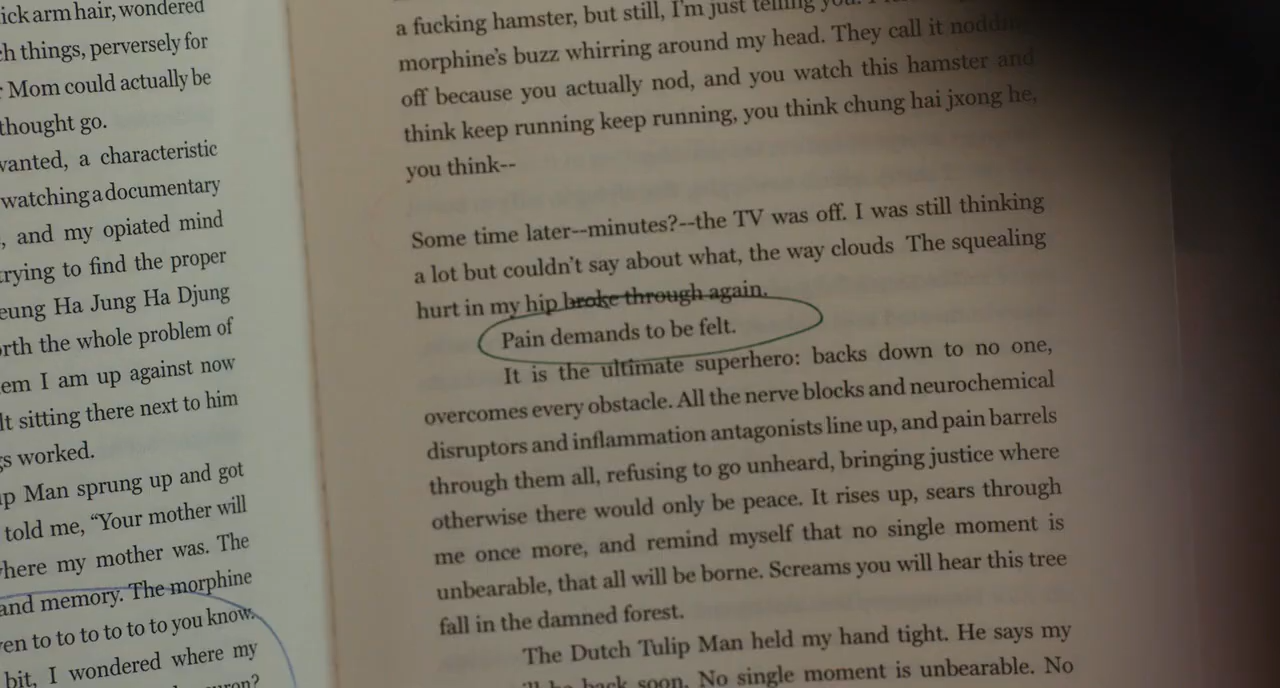 ick arm hair, wondered
ch things, perversely for
Mom could actually be
thought go.
wanted, a characteristic
watching a documentary
, and my opiated mind
trying to find the proper
eung Ha Jung Ha Djung
orth the whole problem of
em I am up against now
lt sitting there next to him
gs worked.
p Man sprung up and got
told me, “Your mother will
where my mother was. The
and memory. The morphine
en to to to to to to you know.
bit, I wondered where my
a fucking hamster, but still, I’m just telling you.
morphine’s buzz whirring around my head. They call it nodding
off because you actually nod, and you watch this hamster and
think keep running keep running, you think chung hai jxong he,
you think--
Some time later--minutes?--the TV was off. I was still thinking
a lot but couldn’t say about what, the way clouds The squealing
hurt in my hip broke through again.
Pain demands to be felt.
It is the ultimate superhero: backs down to no one,
overcomes every obstacle. All the nerve blocks and neurochemical
disruptors and inflammation antagonists line up, and pain barrels
through them all, refusing to go unheard, bringing justice where
otherwise there would only be peace. It rises up, sears through
me once more, and remind myself that no single moment is
unbearable, that all will be borne. Screams you will hear this tree
fall in the damned forest.
The Dutch Tulip Man held my hand tight. He says my
back soon. No single moment is unbearable. No